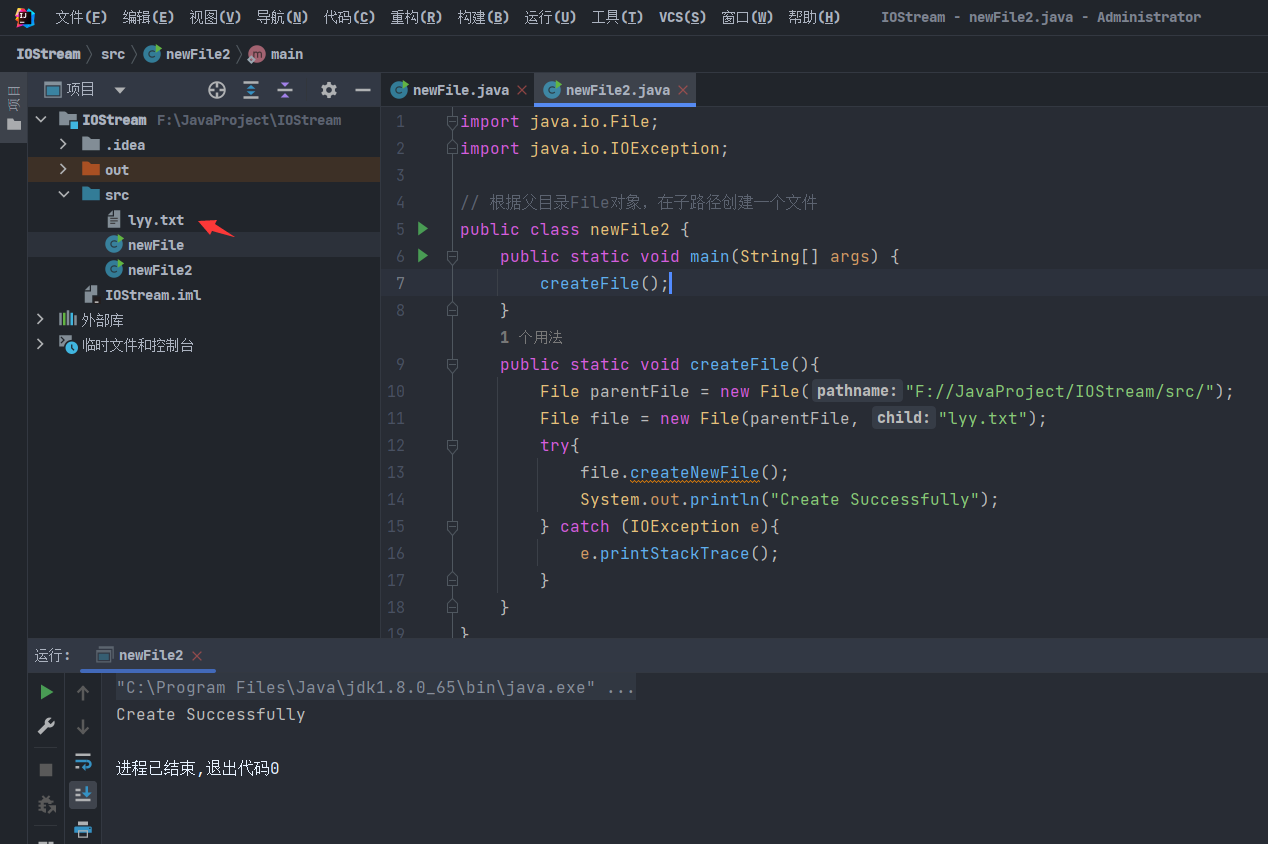 文件(F) 编辑(E) 视图(V) 导航(N) 代码(C) 重构(R) 构建(B) 运行(U) 工具(T) VCS(S) 窗口(W) 帮助(H) IOStream - newFile2.java - Administrator
IOStream src newFile2 m main
项目
项目
newFile.java newFile2.java
IOStream F:\JavaProject\IOStream
.idea
out
src
lyy.txt
newFile
newFile2
IOStream.iml
外部库
临时文件和控制台
1 import java.io.File;
2 import java.io.IOException;
3
4 // 根据父目录File对象，在子路径创建一个文件
5 public class newFile2 {
6 public static void main(String[] args) {
7 createFile();
8 }
1 个用法
9 public static void createFile(){
10 File parentFile = new File( pathname: "F://JavaProject/IOStream/src/");
11 File file = new File(parentFile, child: "lyy.txt");
12 try{
13 file.createNewFile();
14 System.out.println("Create Successfully");
15 } catch (IOException e){
16 e.printStackTrace();
17 }
18 }
19 }
运行: newFile2
"C:\Program Files\Java\jdk1.8.0_65\bin\java.exe" ...
Create Successfully
进程已结束,退出代码0